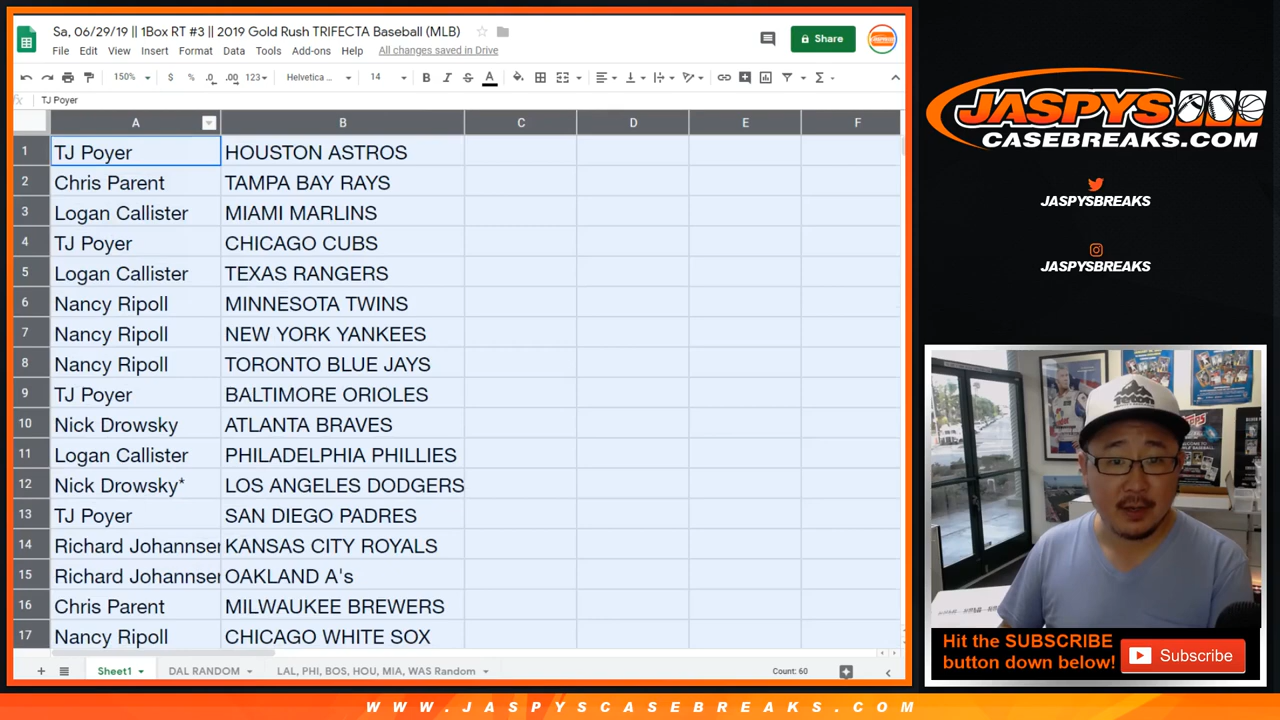 Sa, 06/29/19 || 1Box RT #3 || 2019 Gold Rush TRIFECTA Baseball (MLB)
File Edit View Insert Format Data Tools Add-ons Help All changes saved in Drive
Share
150% $ % .0 .00 123 Helvetica ... 14 B I S A
fx TJ Poyer
A B C D E F
1 TJ Poyer HOUSTON ASTROS
2 Chris Parent TAMPA BAY RAYS
3 Logan Callister MIAMI MARLINS
4 TJ Poyer CHICAGO CUBS
5 Logan Callister TEXAS RANGERS
6 Nancy Ripoll MINNESOTA TWINS
7 Nancy Ripoll NEW YORK YANKEES
8 Nancy Ripoll TORONTO BLUE JAYS
9 TJ Poyer BALTIMORE ORIOLES
10 Nick Drowsky ATLANTA BRAVES
11 Logan Callister PHILADELPHIA PHILLIES
12 Nick Drowsky* LOS ANGELES DODGERS
13 TJ Poyer SAN DIEGO PADRES
14 Richard Johannsen KANSAS CITY ROYALS
15 Richard Johannsen OAKLAND A's
16 Chris Parent MILWAUKEE BREWERS
17 Nancy Ripoll CHICAGO WHITE SOX
Sheet1 DAL RANDOM LAL, PHI, BOS, HOU, MIA, WAS Random Count: 60
JASPYS
CASEBREAKS.COM
JASPYSBREAKS
JASPYSBREAKS
Hit the SUBSCRIBE
button down below!
Subscribe
WWW.JASPYSCASEBREAKS.COM